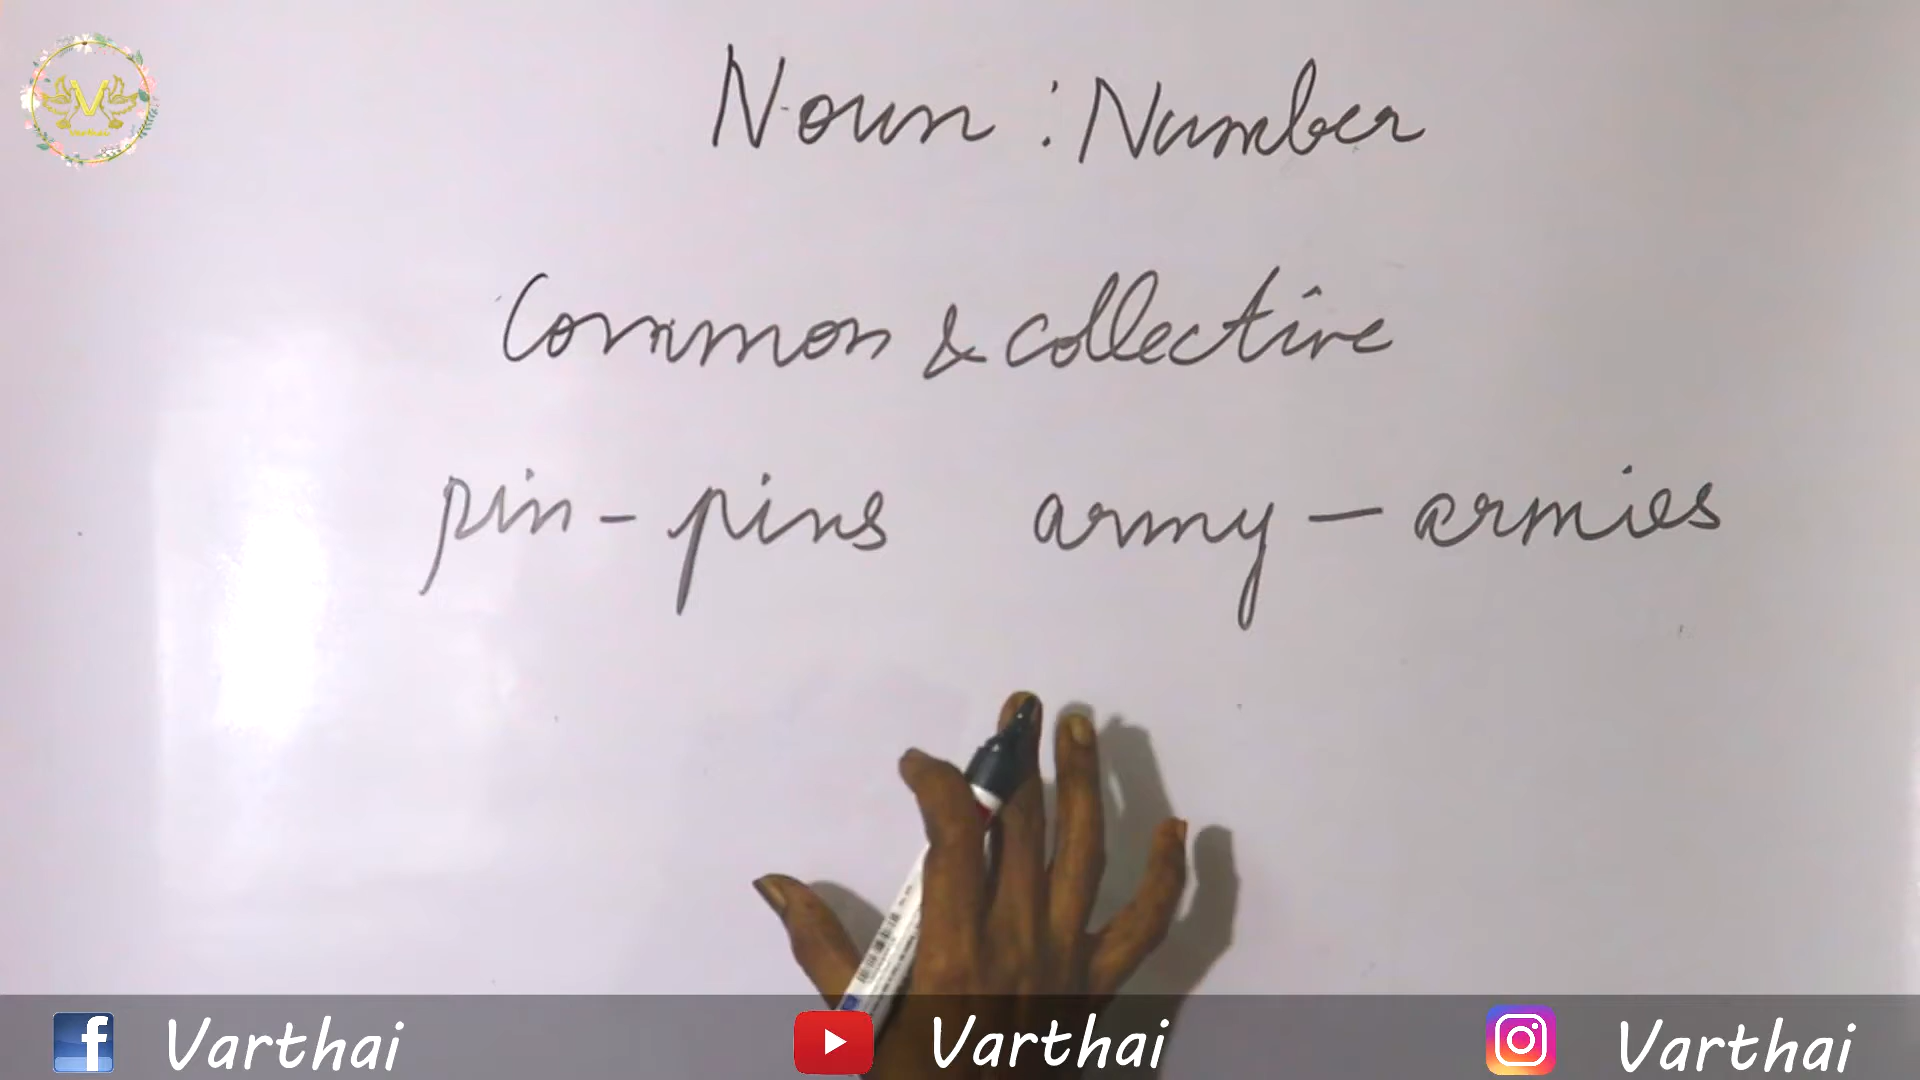 Noun : Number
Common & collective
pin - pins army - armies
Varthai Varthai Varthai